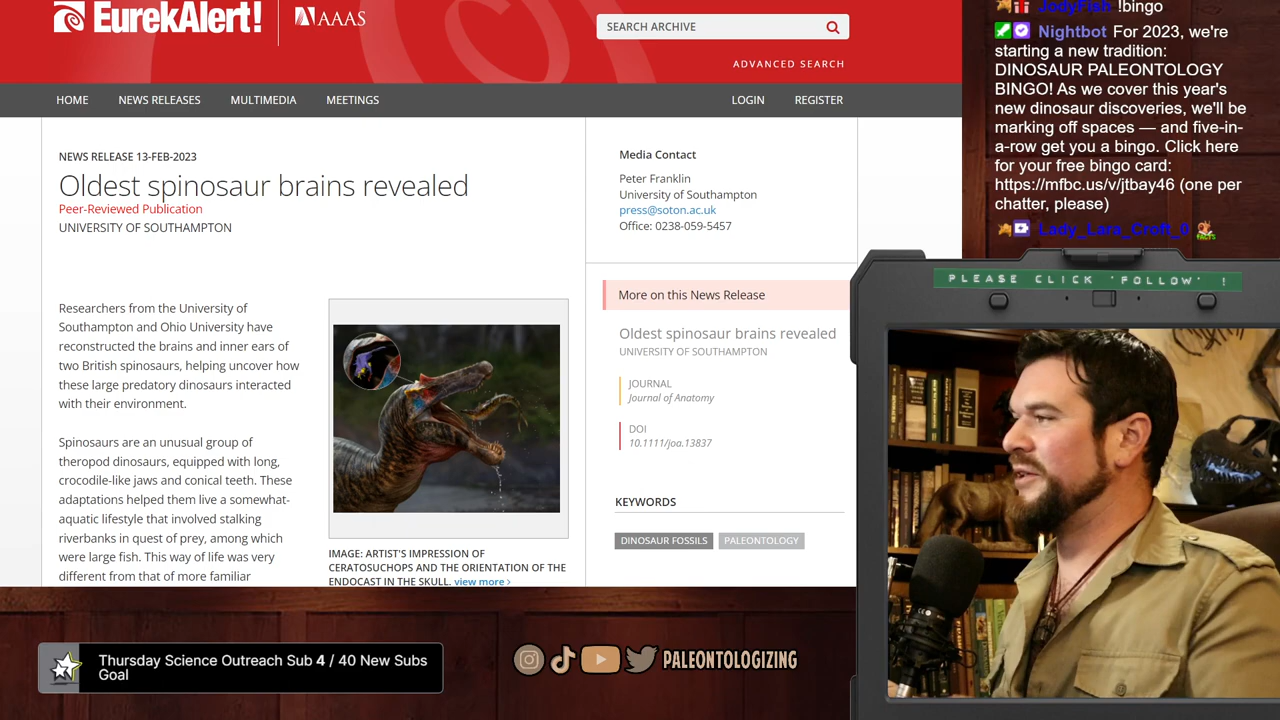 EurekAlert!
AAAS
SEARCH ARCHIVE
ADVANCED SEARCH
HOME
NEWS RELEASES
MULTIMEDIA
MEETINGS
LOGIN
REGISTER
NEWS RELEASE 13-FEB-2023
Oldest spinosaur brains revealed
Peer-Reviewed Publication
UNIVERSITY OF SOUTHAMPTON
Researchers from the University of
Southampton and Ohio University have
reconstructed the brains and inner ears of
two British spinosaurs, helping uncover how
these large predatory dinosaurs interacted
with their environment.
Spinosaurs are an unusual group of
theropod dinosaurs, equipped with long,
crocodile-like jaws and conical teeth. These
adaptations helped them live a somewhat-
aquatic lifestyle that involved stalking
riverbanks in quest of prey, among which
were large fish. This way of life was very
different from that of more familiar
IMAGE: ARTIST'S IMPRESSION OF
CERATOSUCHOPS AND THE ORIENTATION OF THE
ENDOCAST IN THE SKULL. view more >
Media Contact
Peter Franklin
University of Southampton
press@soton.ac.uk
Office: 0238-059-5457
More on this News Release
Oldest spinosaur brains revealed
UNIVERSITY OF SOUTHAMPTON
JOURNAL
Journal of Anatomy
DOI
10.1111/joa.13837
KEYWORDS
DINOSAUR FOSSILS
PALEONTOLOGY
JodyFish !bingo
Nightbot For 2023, we're
starting a new tradition:
DINOSAUR PALEONTOLOGY
BINGO! As we cover this year's
new dinosaur discoveries, we'll be
marking off spaces — and five-in-
a-row get you a bingo. Click here
for your free bingo card:
https://mfbc.us/v/jtbay46 (one per
chatter, please)
Lady_Lara_Croft_0 FACTS
PLEASE CLICK 'FOLLOW' !
Thursday Science Outreach Sub 4 / 40 New Subs
Goal
PALEONTOLOGIZING